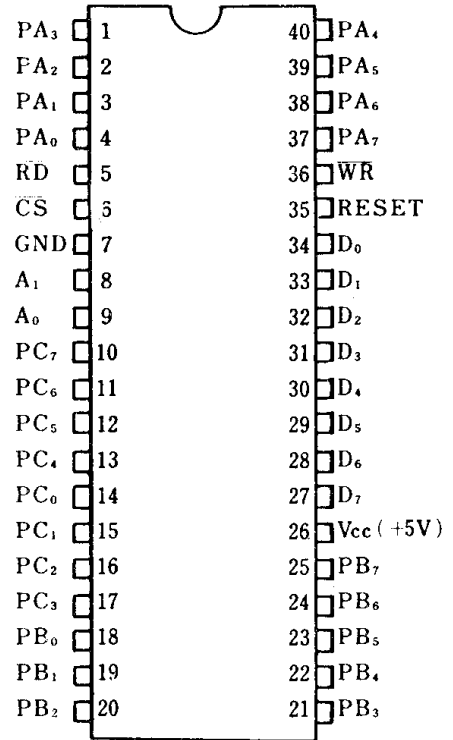 PA₃ 1 40 PA₄
PA₂ 2 39 PA₅
PA₁ 3 38 PA₆
PA₀ 4 37 PA₇
R̅D̅ 5 36 W̅R̅
C̅S̅ 6 35 RESET
GND 7 34 D₀
A₁ 8 33 D₁
A₀ 9 32 D₂
PC₇ 10 31 D₃
PC₆ 11 30 D₄
PC₅ 12 29 D₅
PC₄ 13 28 D₆
PC₀ 14 27 D₇
PC₁ 15 26 Vcc (+5V)
PC₂ 16 25 PB₇
PC₃ 17 24 PB₆
PB₀ 18 23 PB₅
PB₁ 19 22 PB₄
PB₂ 20 21 PB₃